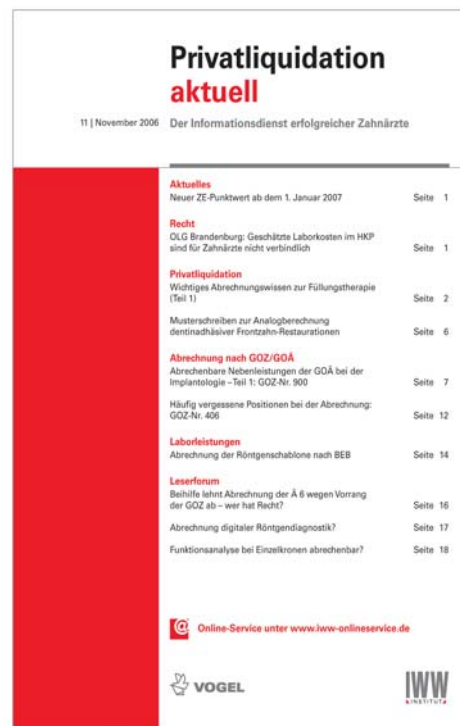 Privatliquidation
aktuell
11 | November 2006 Der Informationsdienst erfolgreicher Zahnärzte
Aktuelles
Neuer ZE-Punktwert ab dem 1. Januar 2007 Seite 1
Recht
OLG Brandenburg: Geschätzte Laborkosten im HKP
sind für Zahnärzte nicht verbindlich Seite 1
Privatliquidation
Wichtiges Abrechnungswissen zur Füllungstherapie
(Teil 1) Seite 2
Musterschreiben zur Analogberechnung
dentinadhäsiver Frontzahn-Restaurationen Seite 6
Abrechnung nach GOZ/GOÄ
Abrechenbare Nebenleistungen der GOÄ bei der
Implantologie – Teil 1: GOZ-Nr. 900 Seite 7
Häufig vergessene Positionen bei der Abrechnung:
GOZ-Nr. 406 Seite 12
Laborleistungen
Abrechnung der Röntgenschablone nach BEB Seite 14
Leserforum
Beihilfe lehnt Abrechnung der Ä 6 wegen Vorrang
der GOZ ab – wer hat Recht? Seite 16
Abrechnung digitaler Röntgendiagnostik? Seite 17
Funktionsanalyse bei Einzelkronen abrechenbar? Seite 18
@ Online-Service unter www.iww-onlineservice.de
VOGEL
IWW
INSTITUT